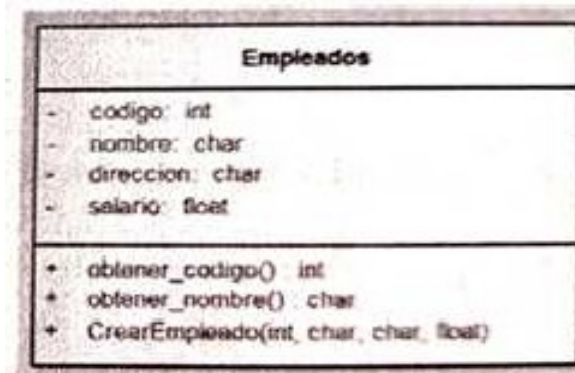 Empleados
- codigo: int
- nombre: char
- direccion: char
- salario: float
+ obtener_codigo() : int
+ obtener_nombre() : char
+ CrearEmpleado(int, char, char, float)